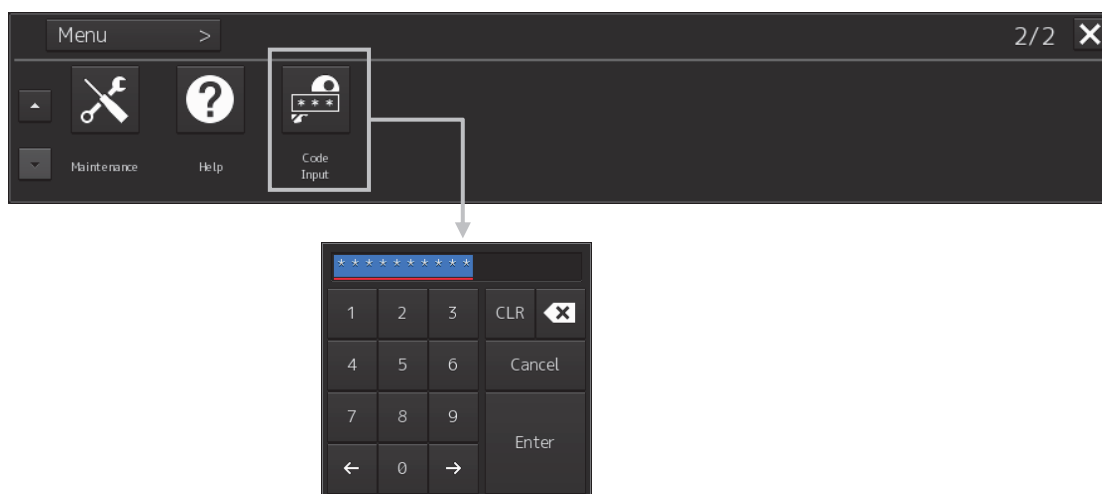 Menu >
2/2
***
Maintenance
Help
Code
Input
**********
1 2 3 CLR
4 5 6 Cancel
7 8 9
Enter
← 0 →